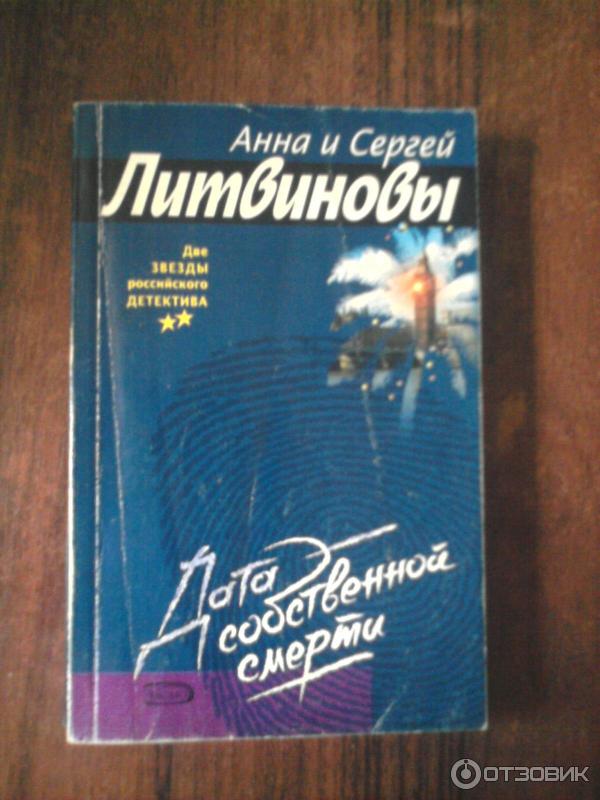 Анна и Сергей
Литвиновы
Две
ЗВЕЗДЫ
российского
ДЕТЕКТИВА
Дата
собственной
смерти
ОТЗОВИК